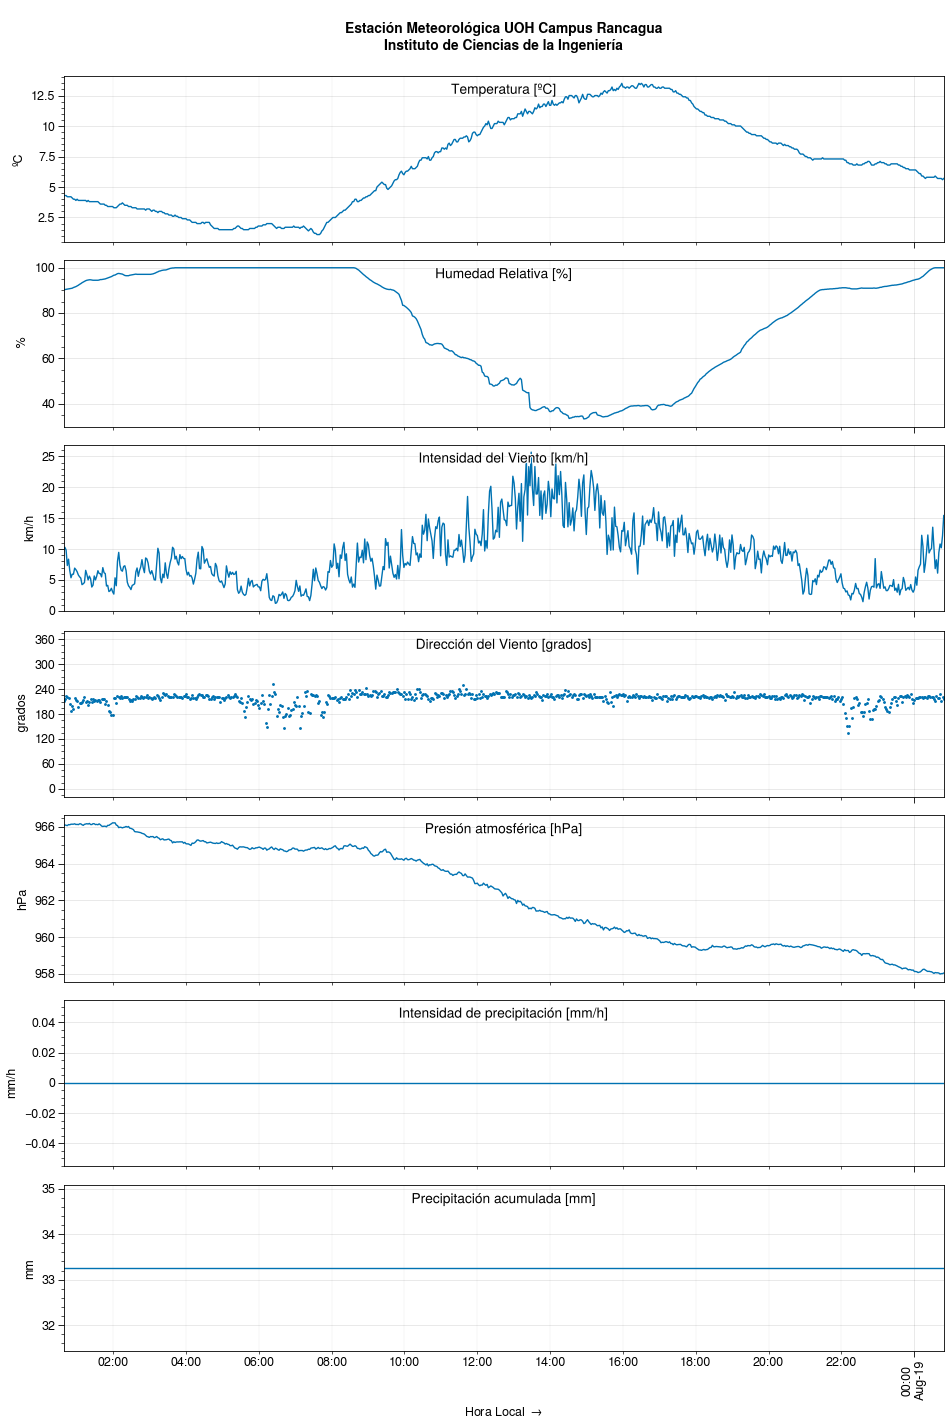 Estación Meteorológica UOH Campus Rancagua
Instituto de Ciencias de la Ingeniería
Temperatura [ºC]
12.5
10
7.5
5
2.5
ºC
Humedad Relativa [%]
100
80
60
40
%
Intensidad del Viento [km/h]
25
20
15
10
5
0
km/h
Dirección del Viento [grados]
360
300
240
180
120
60
0
grados
Presión atmosférica [hPa]
966
964
962
960
958
hPa
Intensidad de precipitación [mm/h]
0.04
0.02
0
−0.02
−0.04
mm/h
Precipitación acumulada [mm]
35
34
33
32
mm
02:00 04:00 06:00 08:00 10:00 12:00 14:00 16:00 18:00 20:00 22:00
00:00
Aug-19
Hora Local →